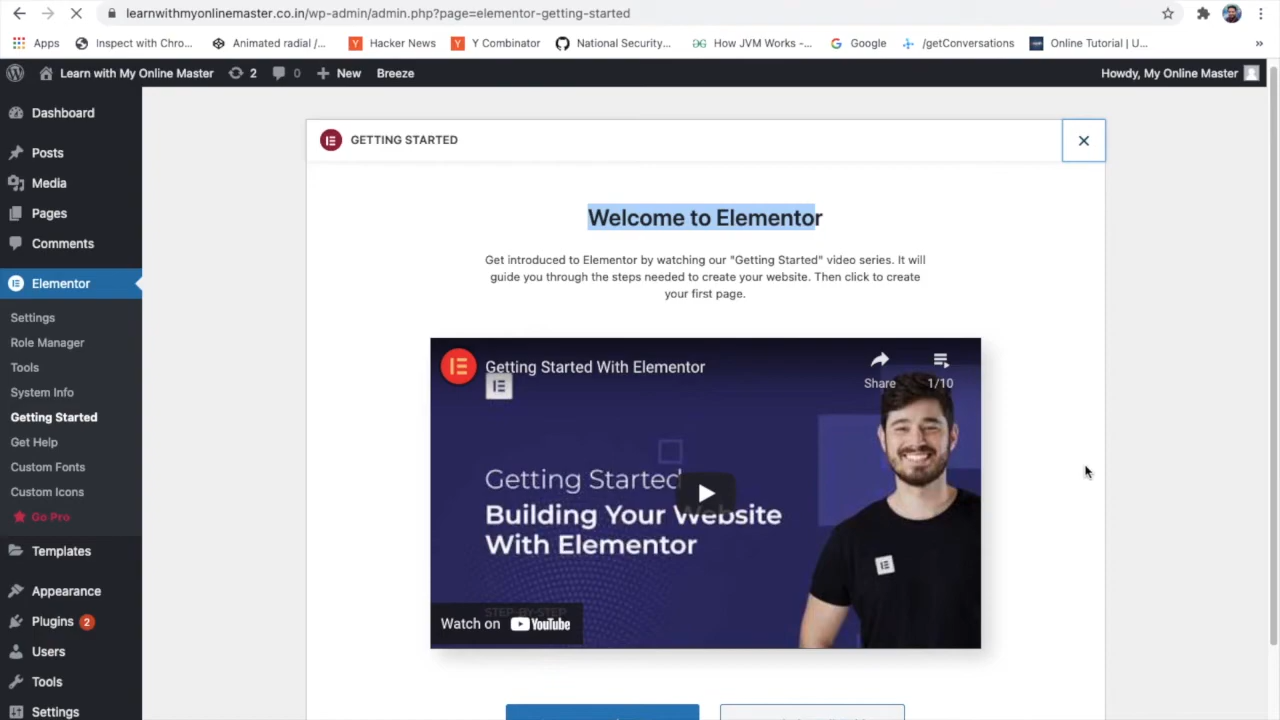 learnwithmyonlinemaster.co.in/wp-admin/admin.php?page=elementor-getting-started
Apps Inspect with Chro... Animated radial /... Hacker News Y Combinator National Security... How JVM Works -... Google /getConversations Online Tutorial | U... »
Learn with My Online Master 2 0 New Breeze Howdy, My Online Master
Dashboard
Posts
Media
Pages
Comments
Elementor
Settings
Role Manager
Tools
System Info
Getting Started
Get Help
Custom Fonts
Custom Icons
Go Pro
Templates
Appearance
Plugins 2
Users
Tools
Settings
GETTING STARTED
Welcome to Elementor
Get introduced to Elementor by watching our "Getting Started" video series. It will
guide you through the steps needed to create your website. Then click to create
your first page.
Getting Started With Elementor
Share 1/10
Getting Started
Building Your Website
With Elementor
STEP-BY-STEP
Watch on YouTube